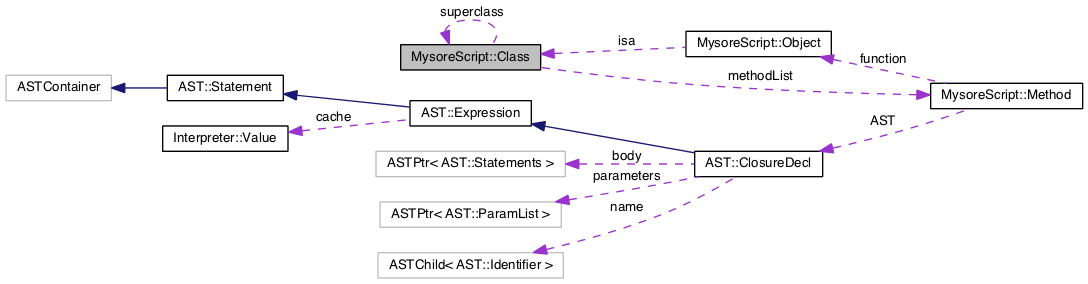 superclass
MysoreScript::Class
isa
MysoreScript::Object
function
methodList
MysoreScript::Method
ASTContainer
AST::Statement
AST::Expression
cache
Interpreter::Value
AST
AST::ClosureDecl
body
ASTPtr< AST::Statements >
parameters
ASTPtr< AST::ParamList >
name
ASTChild< AST::Identifier >